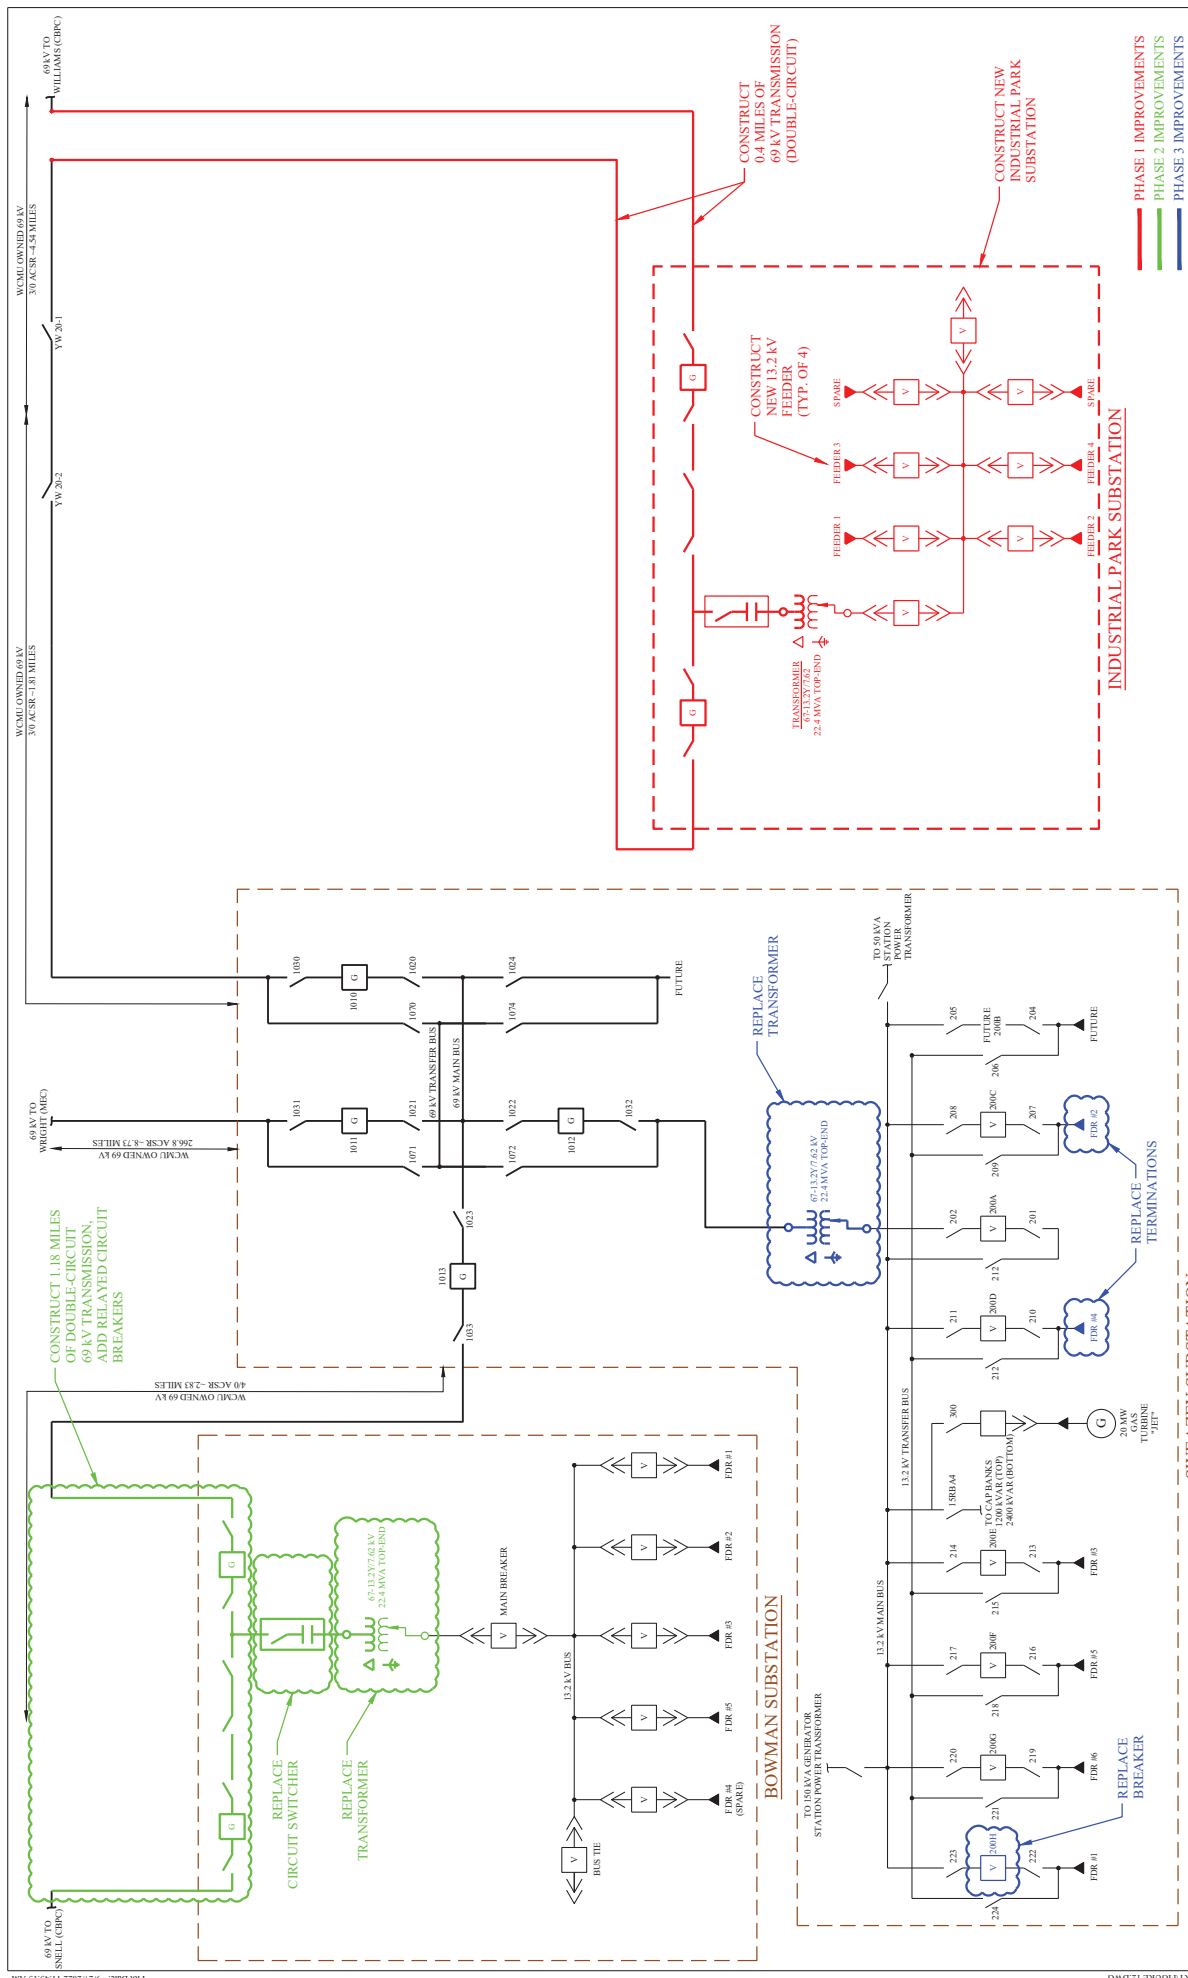 69 kV TO
WILLIAMS (CBPC)
WCMU OWNED 69 kV
3/0 ACSR ~4.54 MILES
YW 20-1
YW 20-2
WCMU OWNED 69 kV
3/0 ACSR ~1.81 MILES
CONSTRUCT
0.4 MILES OF
69 kV TRANSMISSION
(DOUBLE-CIRCUIT)
CONSTRUCT NEW
INDUSTRIAL PARK
SUBSTATION
PHASE 1 IMPROVEMENTS
PHASE 2 IMPROVEMENTS
PHASE 3 IMPROVEMENTS
CONSTRUCT
NEW 13.2 kV
FEEDER
(TYP. OF 4)
G
G
V
SPARE
V
V
SPARE
FEEDER 3
V
V
FEEDER 4
FEEDER 1
V
V
FEEDER 2
V
TRANSFORMER
67-13.2Y/7.62
22.4 MVA TOP-END
INDUSTRIAL PARK SUBSTATION
69 kV TO
WRIGHT (MEC)
WCMU OWNED 69 kV
266.8 ACSR ~8.73 MILES
1030
G
1010
1020
1070
1024
1074
FUTURE
69 kV TRANSFER BUS
69 kV MAIN BUS
1031
G
1011
1021
1071
1022
1072
G
1012
1032
1023
1013
G
1033
WCMU OWNED 69 kV
4/0 ACSR ~2.83 MILES
REPLACE
TRANSFORMER
67-13.2Y/7.62 kV
22.4 MVA TOP-END
TO 50 kVA
STATION
POWER
TRANSFORMER
205
FUTURE
200B
204
206
FUTURE
208
V
200C
207
209
FDR #2
202
V
200A
201
212
REPLACE
TERMINATIONS
211
V
200D
210
212
FDR #4
13.2 kV TRANSFER BUS
300
G
20 MW
GAS
TURBINE
"JET"
15RBA4
TO CAP BANKS
1200 kVAR (TOP)
2400 kVAR (BOTTOM)
214
V
200E
213
215
FDR #3
13.2 kV MAIN BUS
217
V
200F
216
218
FDR #5
TO 150 kVA GENERATOR
STATION POWER TRANSFORMER
220
V
200G
219
221
FDR #6
223
V
200H
222
224
FDR #1
REPLACE
BREAKER
CONSTRUCT 1.18 MILES
OF DOUBLE-CIRCUIT
69 kV TRANSMISSION,
ADD RELAYED CIRCUIT
BREAKERS
G
G
REPLACE
CIRCUIT SWITCHER
REPLACE
TRANSFORMER
67-13.2Y/7.62 kV
22.4 MVA TOP-END
MAIN BREAKER
V
13.2 kV BUS
V
FDR #1
V
FDR #2
V
FDR #3
V
FDR #5
V
FDR #4
(SPARE)
V
BUS TIE
BOWMAN SUBSTATION
69 kV TO
SNELL (CBPC)